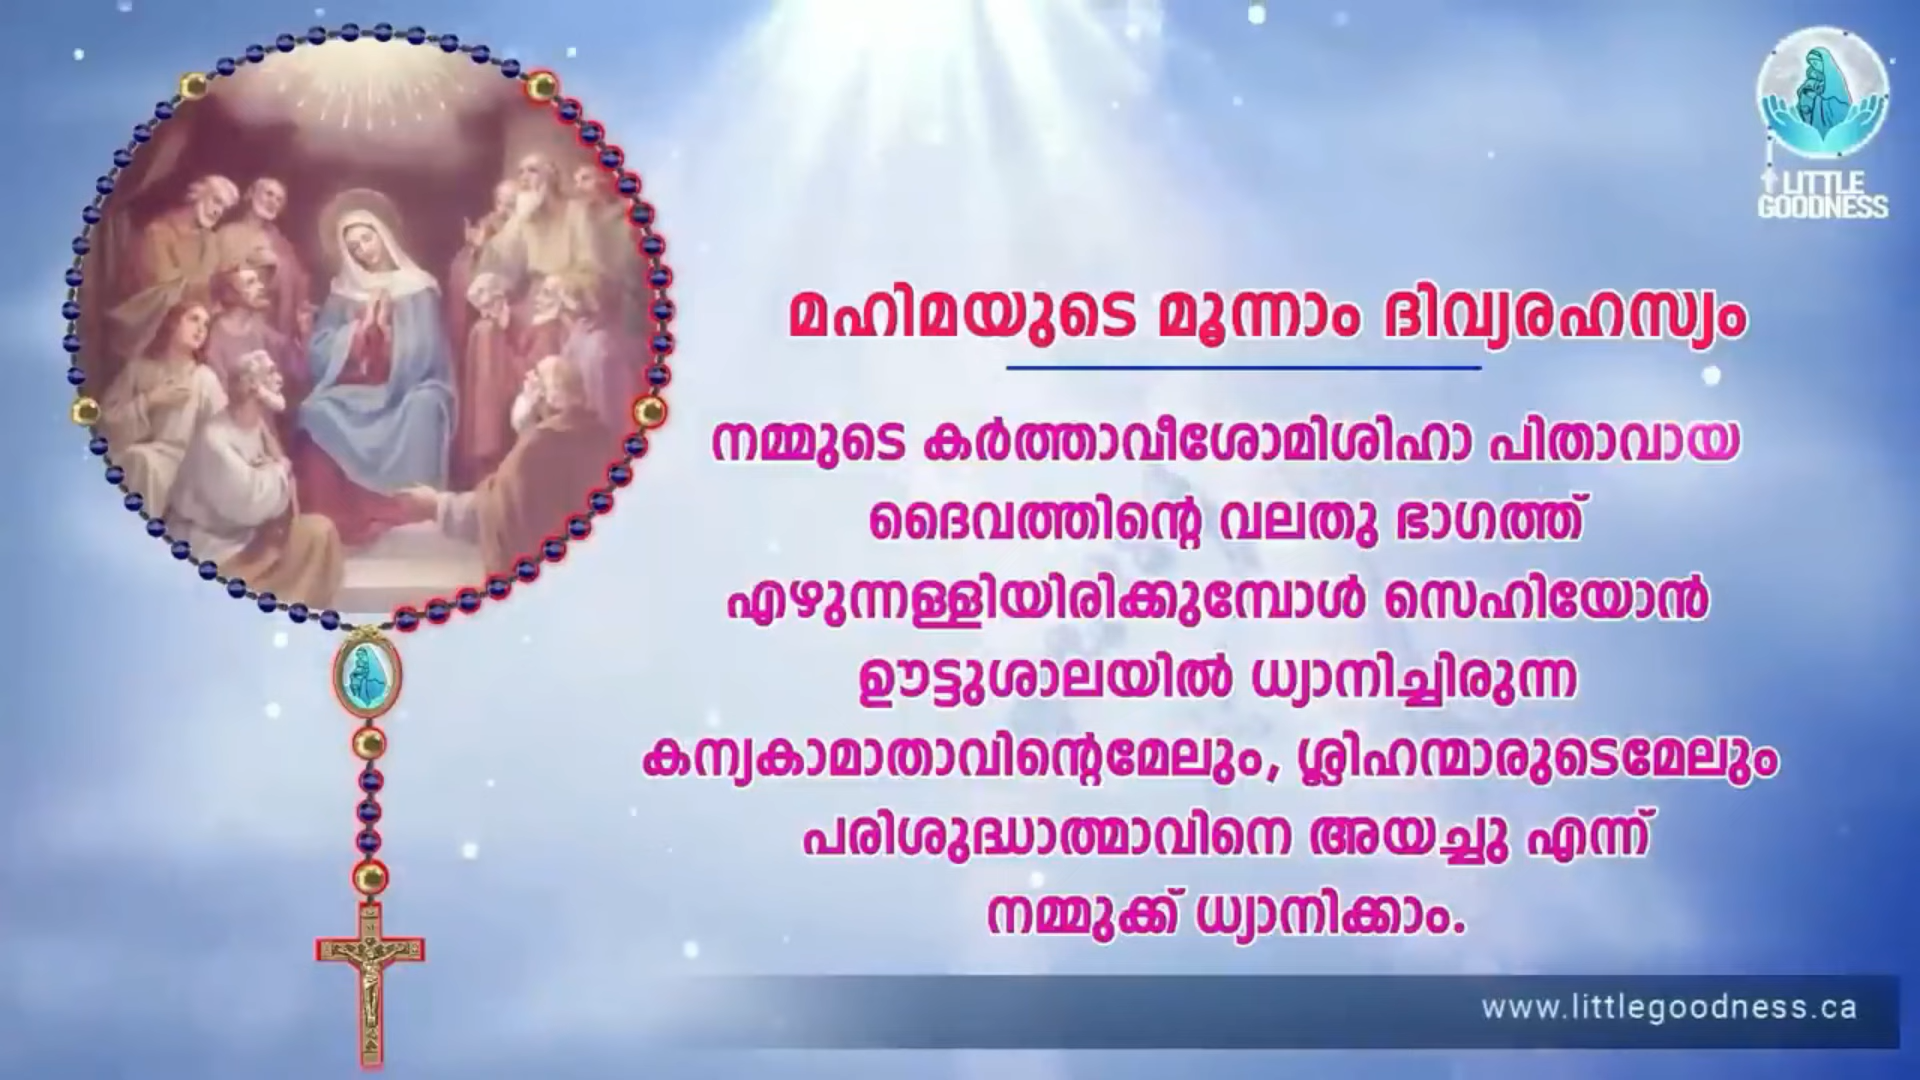 LITTLE
GOODNESS
മഹിമയുടെ മൂന്നാം ദിവ്യരഹസ്യം
നമ്മുടെ കർത്താവീശോമിശിഹാ പിതാവായ
ദൈവത്തിന്റെ വലതു ഭാഗത്ത്
എഴുന്നള്ളിയിരിക്കുമ്പോൾ സെഹിയോൻ
ഊട്ടുശാലയിൽ ധ്യാനിച്ചിരുന്ന
കന്യകാമാതാവിന്റെമേലും, ശ്ലിഹന്മാരുടെമേലും
പരിശുദ്ധാത്മാവിനെ അയച്ചു എന്ന്
നമ്മുക്ക് ധ്യാനിക്കാം.
www.littlegoodness.ca